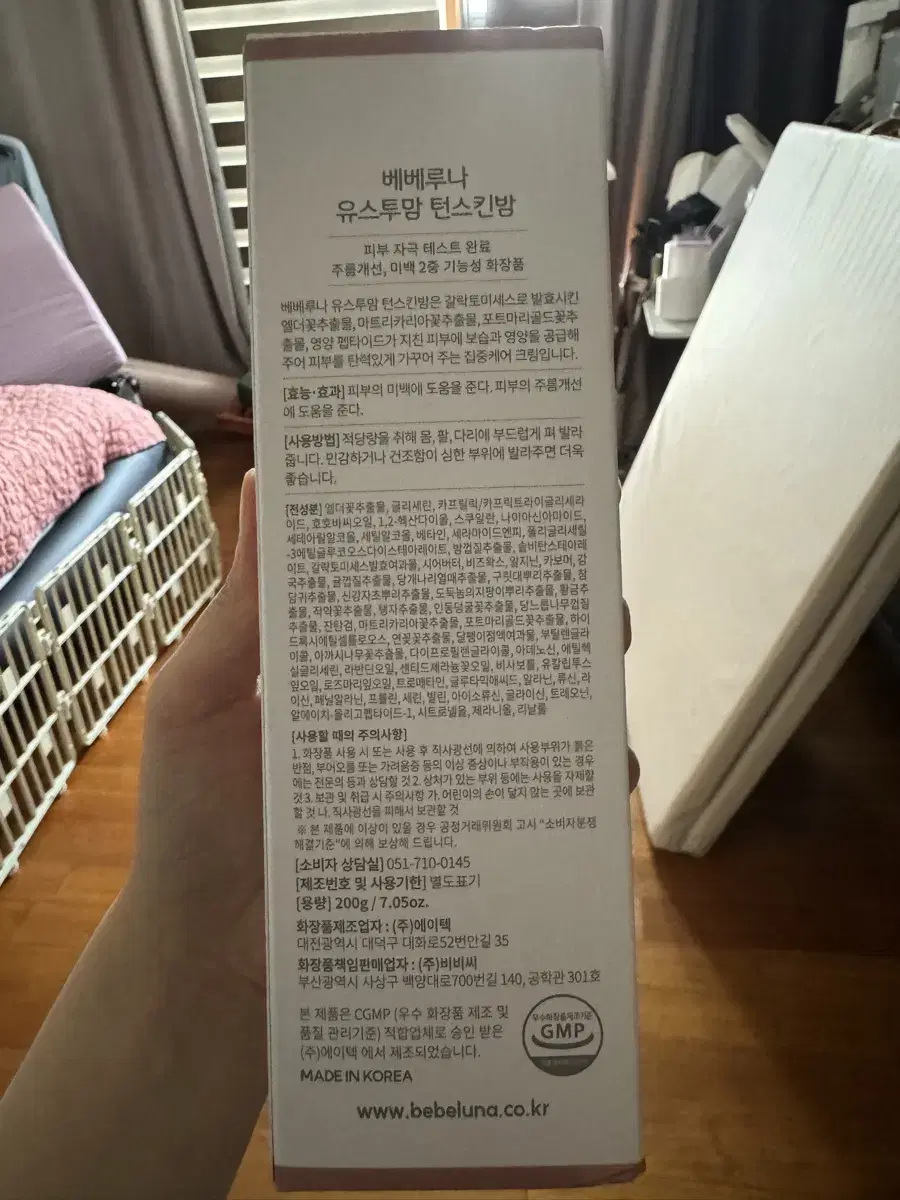 베베루나
유스투맘 턴스킨밤
피부 자극 테스트 완료
주름개선, 미백 2중 기능성 화장품
베베루나 유스투맘 턴스킨밤은 갈락토미세스로 발효시킨
엘더꽃추출물, 마트리카리아꽃추출물, 포트마리골드꽃추
출물, 영양 펩타이드가 지친 피부에 보습과 영양을 공급해
주어 피부를 탄력있게 가꾸어 주는 집중케어 크림입니다.
[효능·효과] 피부의 미백에 도움을 준다. 피부의 주름개선
에 도움을 준다.
[사용방법] 적당량을 취해 몸, 팔, 다리에 부드럽게 펴 발라
줍니다. 민감하거나 건조함이 심한 부위에 발라주면 더욱
좋습니다.
[전성분] 엘더꽃추출물, 글리세린, 카프릴릭/카프릭트라이글리세라
이드, 호호바씨오일, 1,2-헥산다이올, 스쿠알란, 나이아신아마이드,
세테아릴알코올, 세틸알코올, 베타인, 세라마이드엔피, 폴리글리세릴
-3메틸글루코오스다이스테아레이트, 밤껍질추출물, 솔비탄스테아레
이트, 갈락토미세스발효여과물, 시어버터, 비즈왁스, 알지닌, 카보머, 감
국추출물, 귤껍질추출물, 당개나리열매추출물, 구릿대뿌리추출물, 참
당귀추출물, 신감자초뿌리추출물, 도둑놈의지팡이뿌리추출물, 황금추
출물, 작약꽃추출물, 탱자추출물, 인동덩굴꽃추출물, 당느릅나무껍질
추출물, 잔탄검, 마트리카리아꽃추출물, 포트마리골드꽃추출물, 하이
드록시에틸셀룰로오스, 연꽃꽃추출물, 달팽이점액여과물, 부틸렌글라
이콜, 아까시나무꽃추출물, 다이프로필렌글라이콜, 아데노신, 에틸헥
실글리세린, 라반딘오일, 센티드제라늄꽃오일, 비사보롤, 유칼립투스
잎오일, 로즈마리잎오일, 트로메타민, 글루타믹애씨드, 알라닌, 류신, 라
이신, 페닐알라닌, 프롤린, 세린, 발린, 아이소류신, 글라이신, 트레오닌,
알에이치-올리고펩타이드-1, 시트로넬올, 제라니올, 리날룰
[사용할 때의 주의사항]
1. 화장품 사용 시 또는 사용 후 직사광선에 의하여 사용부위가 붉은
반점, 부어오름 또는 가려움증 등의 이상 증상이나 부작용이 있는 경우
에는 전문의 등과 상담할 것 2. 상처가 있는 부위 등에는 사용을 자제할
것 3. 보관 및 취급 시 주의사항 가. 어린이의 손이 닿지 않는 곳에 보관
할 것 나. 직사광선을 피해서 보관할 것
※ 본 제품에 이상이 있을 경우 공정거래위원회 고시 "소비자분쟁
해결기준"에 의해 보상해 드립니다.
[소비자 상담실] 051-710-0145
[제조번호 및 사용기한] 별도표기
[용량] 200g / 7.05oz.
화장품제조업자 : (주)에이텍
대전광역시 대덕구 대화로52번안길 35
화장품책임판매업자 : (주)비비씨
부산광역시 사상구 백양대로700번길 140, 공학관 301호
본 제품은 CGMP (우수 화장품 제조 및
품질 관리기준) 적합업체로 승인 받은
(주)에이텍 에서 제조되었습니다.
우수화장품제조기준
GMP
MADE IN KOREA
www.bebeluna.co.kr